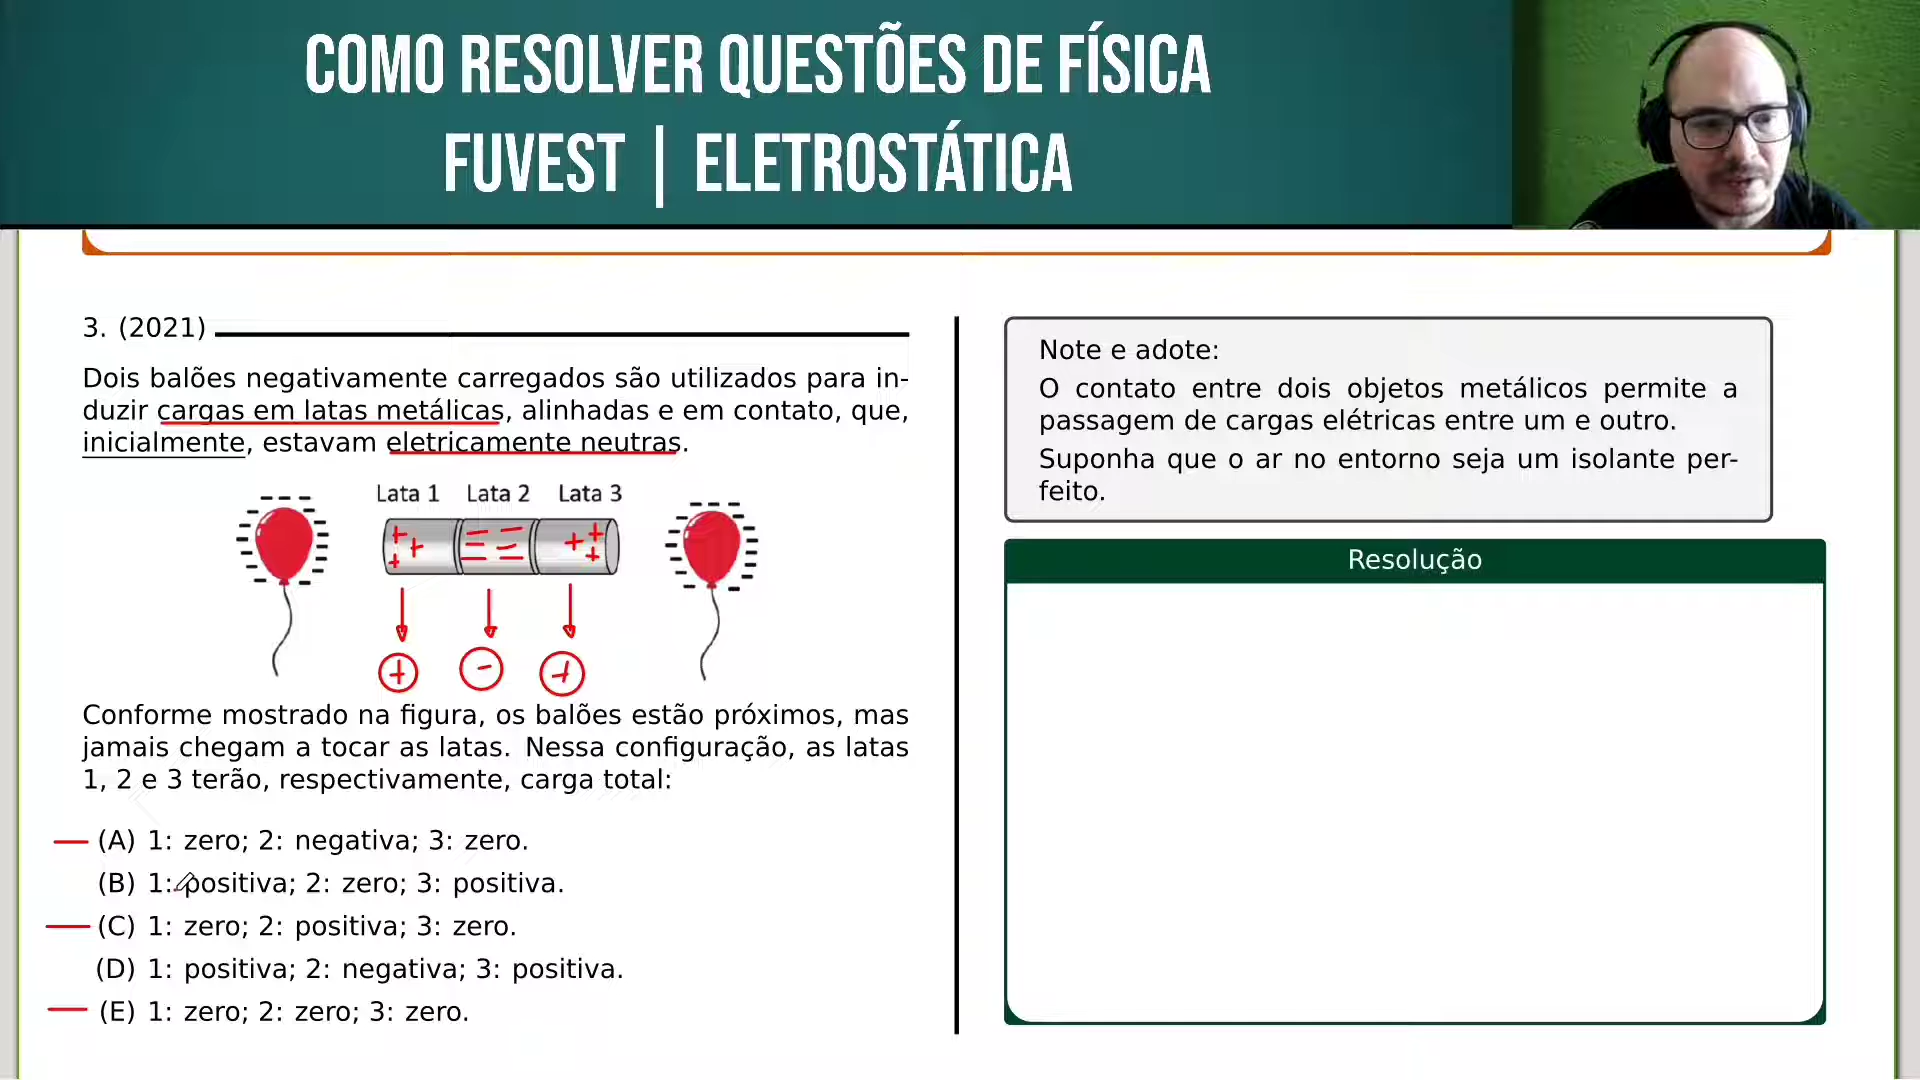 COMO RESOLVER QUESTÕES DE FÍSICA
FUVEST | ELETROSTÁTICA
3. (2021)
Dois balões negativamente carregados são utilizados para in-
duzir cargas em latas metálicas, alinhadas e em contato, que,
inicialmente, estavam eletricamente neutras.
Lata 1 Lata 2 Lata 3
+ + + - - - - - - + + +
+ - +
Conforme mostrado na figura, os balões estão próximos, mas
jamais chegam a tocar as latas. Nessa configuração, as latas
1, 2 e 3 terão, respectivamente, carga total:
(A) 1: zero; 2: negativa; 3: zero.
(B) 1: positiva; 2: zero; 3: positiva.
(C) 1: zero; 2: positiva; 3: zero.
(D) 1: positiva; 2: negativa; 3: positiva.
(E) 1: zero; 2: zero; 3: zero.
Note e adote:
O contato entre dois objetos metálicos permite a
passagem de cargas elétricas entre um e outro.
Suponha que o ar no entorno seja um isolante per-
feito.
Resolução